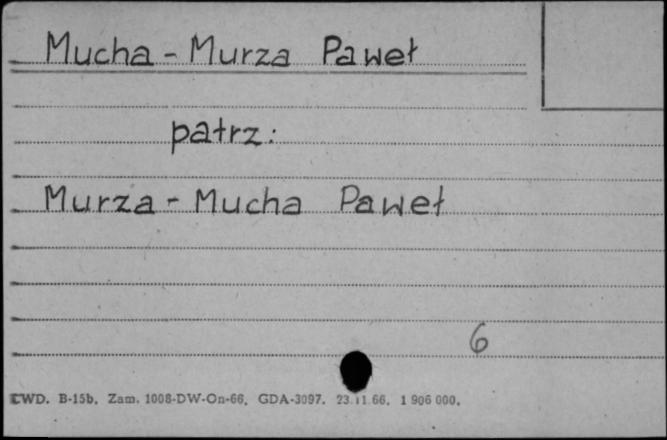 Mucha - Murza Paweł
patrz:
Murza - Mucha Paweł
6
CWD. B-15b. Zam. 1008-DW-On-66. GDA-3097. 23.11.66. 1 906 000.